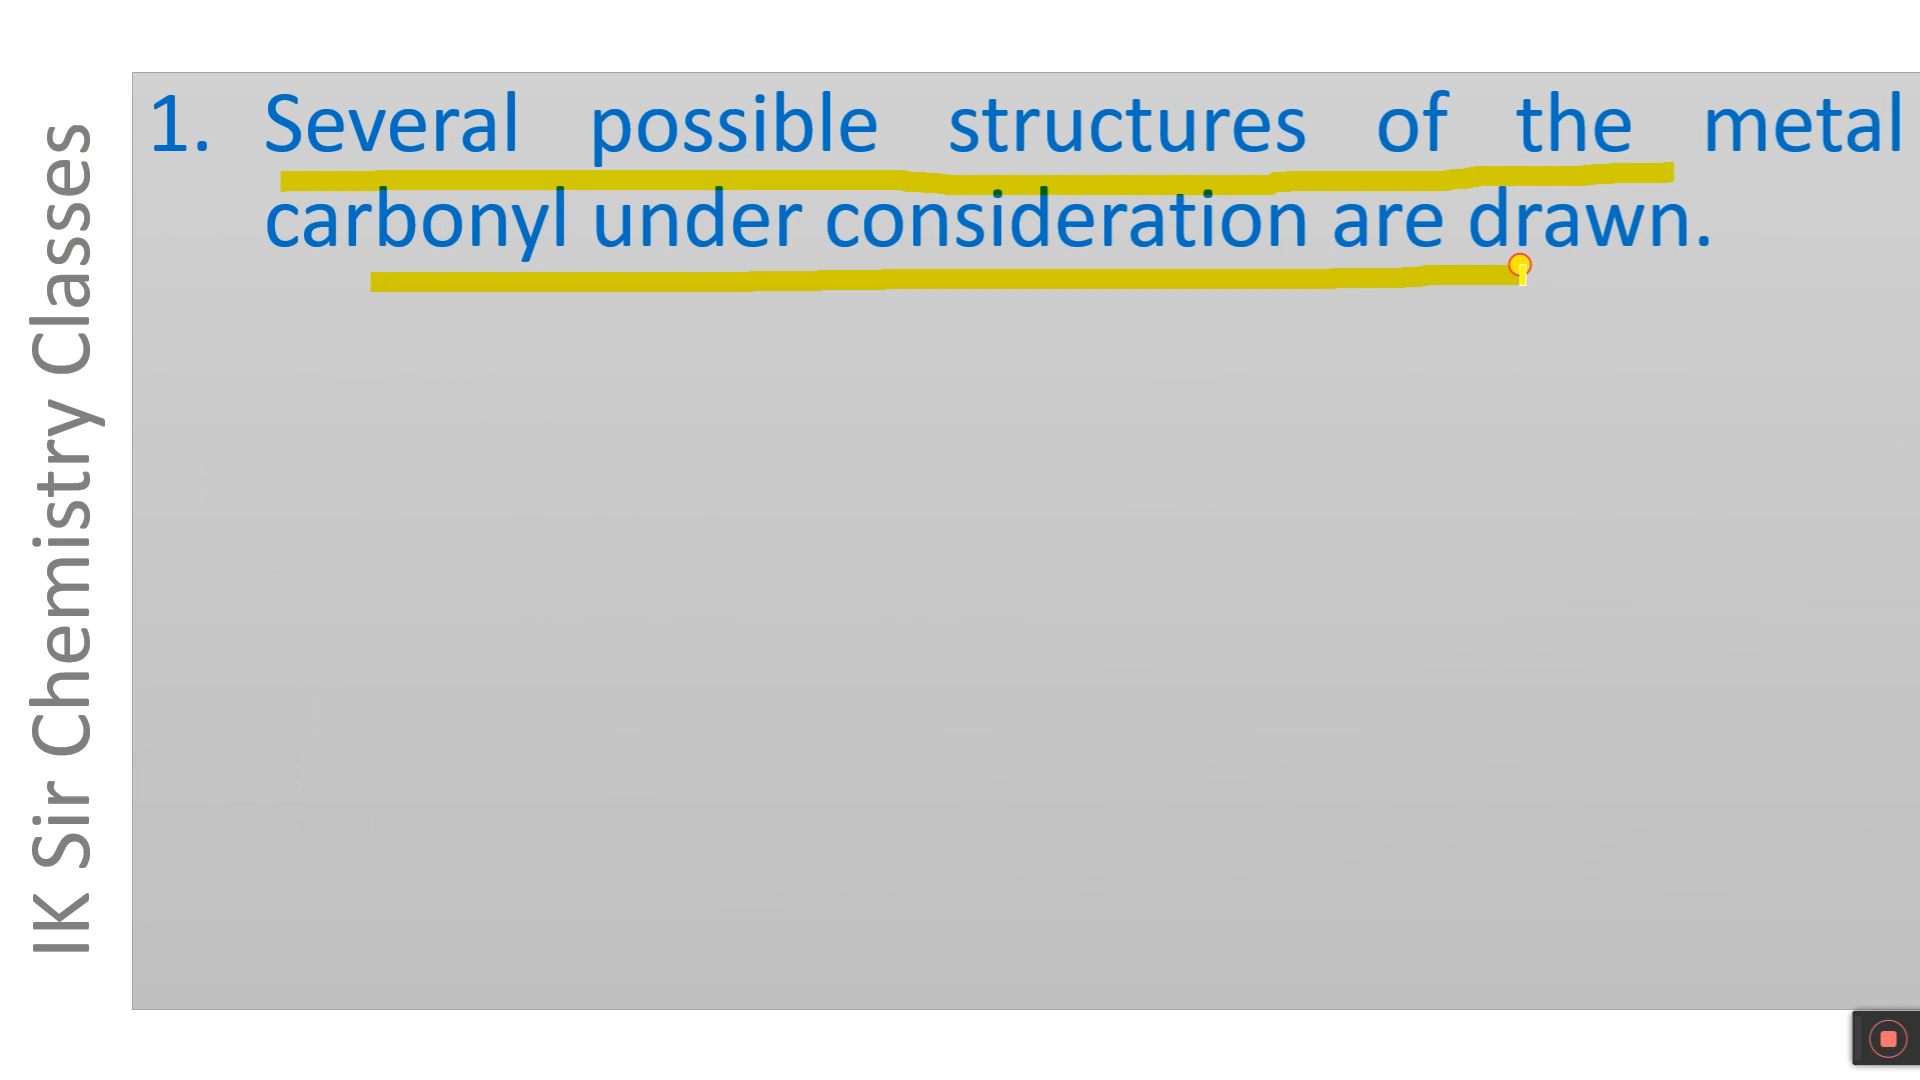 IK Sir Chemistry Classes
1. Several possible structures of the metal
carbonyl under consideration are drawn.